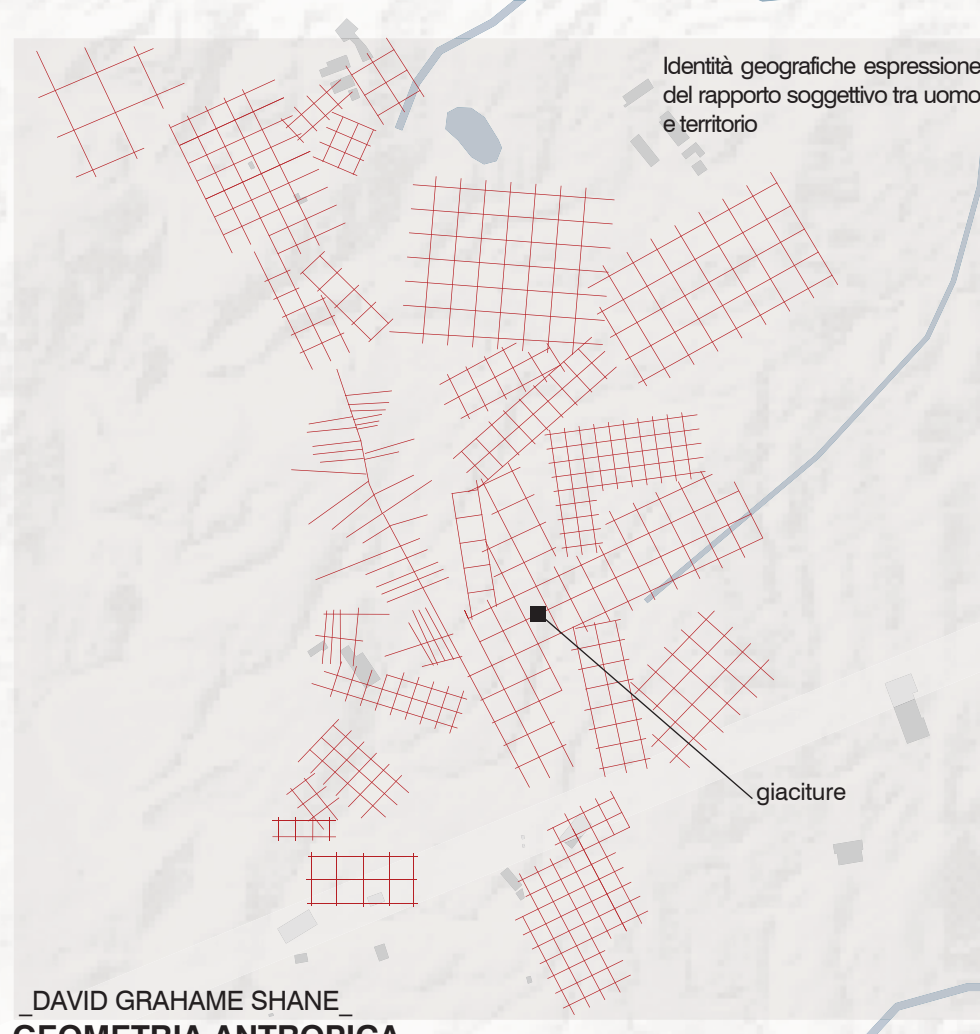 Identità geografiche espressione
del rapporto soggettivo tra uomo
e territorio
giaciture
_DAVID GRAHAME SHANE_
GEOMETRIA ANTROPICA